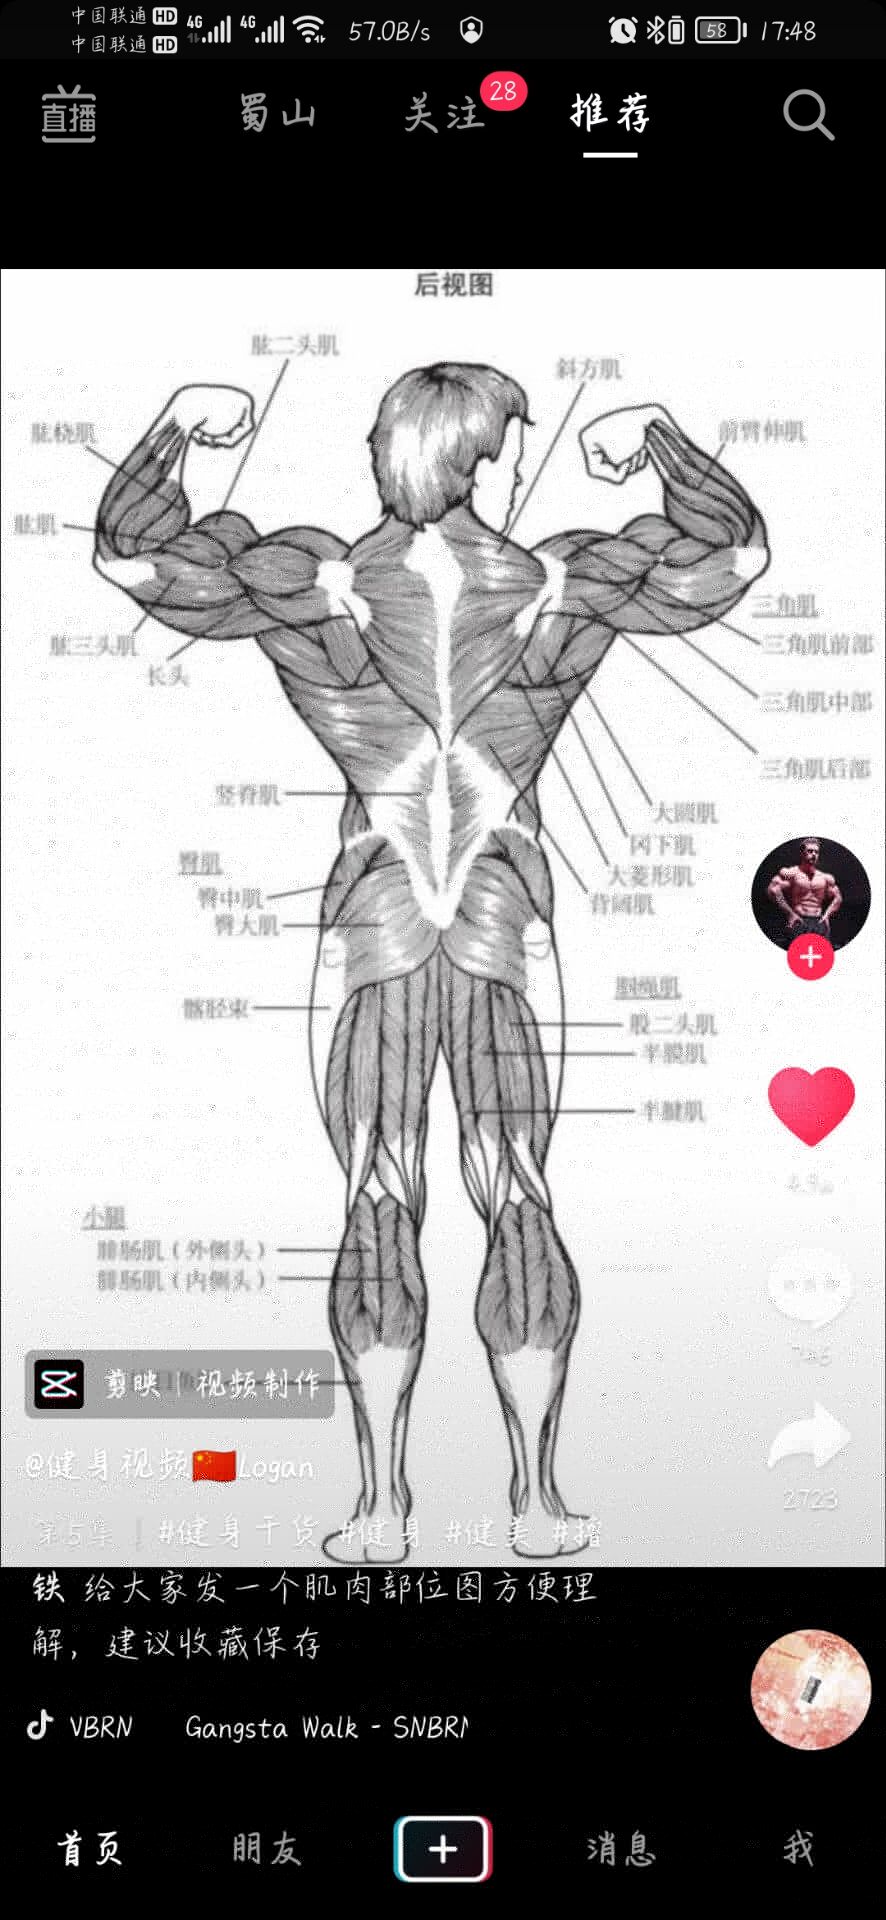 中国联通 HD 4G 4G 57.0B/s 58 17:48
中国联通 HD
直播 蜀山 关注 28 推荐
后视图
肱二头肌
斜方肌
肱桡肌
前臂伸肌
肱肌
三角肌
肱三头肌
三角肌前部
长头
三角肌中部
三角肌后部
竖脊肌
大圆肌
冈下肌
臀肌
大菱形肌
臀中肌
背阔肌
臀大肌
腘绳肌
髂胫束
股二头肌
半膜肌
半腱肌
小腿
腓肠肌（外侧头）
腓肠肌（内侧头）
746
剪映 | 视频制作
@健身视频🇨🇳Logan
2723
第5集 | #健身干货 #健身 #健美 #撸
铁 给大家发一个肌肉部位图方便理
解，建议收藏保存
VBRN Gangsta Walk - SNBRN
首页 朋友 消息 我